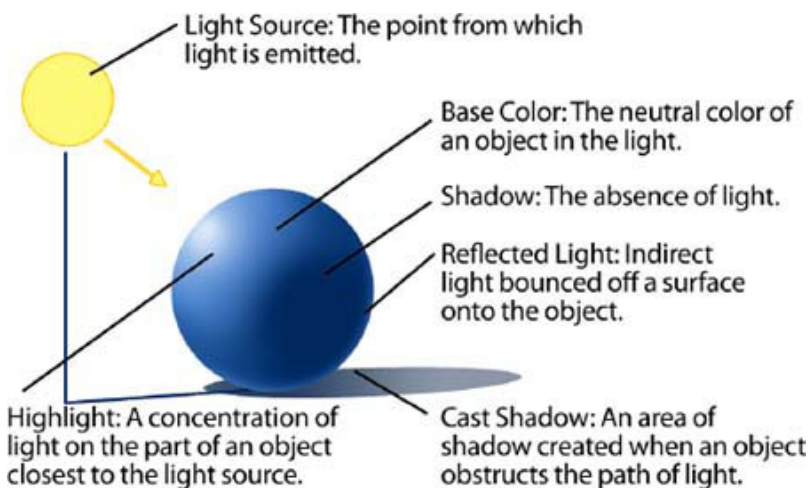 Light Source: The point from which
light is emitted.
Base Color: The neutral color of
an object in the light.
Shadow: The absence of light.
Reflected Light: Indirect
light bounced off a surface
onto the object.
Highlight: A concentration of
light on the part of an object
closest to the light source.
Cast Shadow: An area of
shadow created when an object
obstructs the path of light.